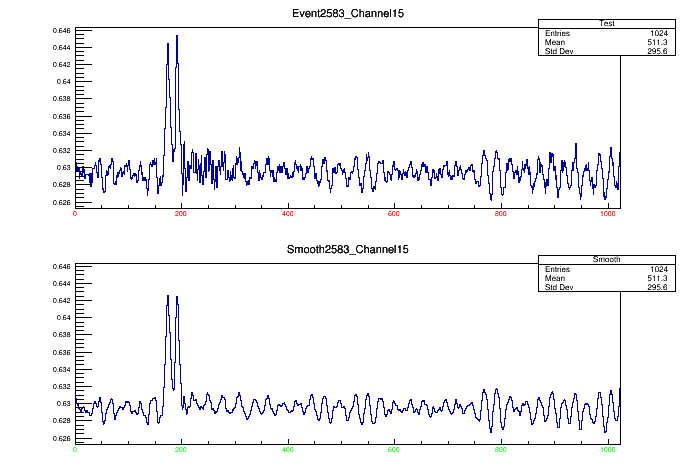 Event2583_Channel15
Test
Entries 1024
Mean 511.3
Std Dev 295.6
0.646
0.644
0.642
0.64
0.638
0.636
0.634
0.632
0.63
0.628
0.626
0 200 400 600 800 1000
Smooth2583_Channel15
Smooth
Entries 1024
Mean 511.3
Std Dev 295.6
0.646
0.644
0.642
0.64
0.638
0.636
0.634
0.632
0.63
0.628
0.626
0 200 400 600 800 1000